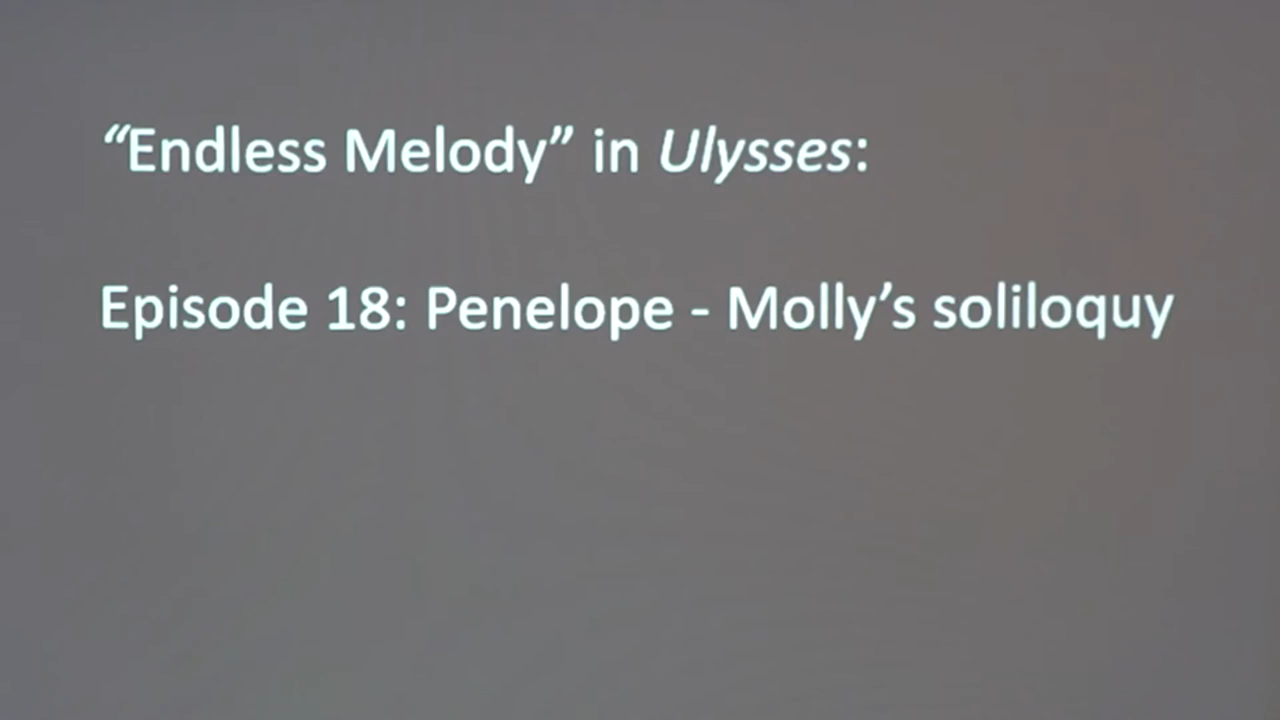 “Endless Melody” in Ulysses:
Episode 18: Penelope - Molly’s soliloquy